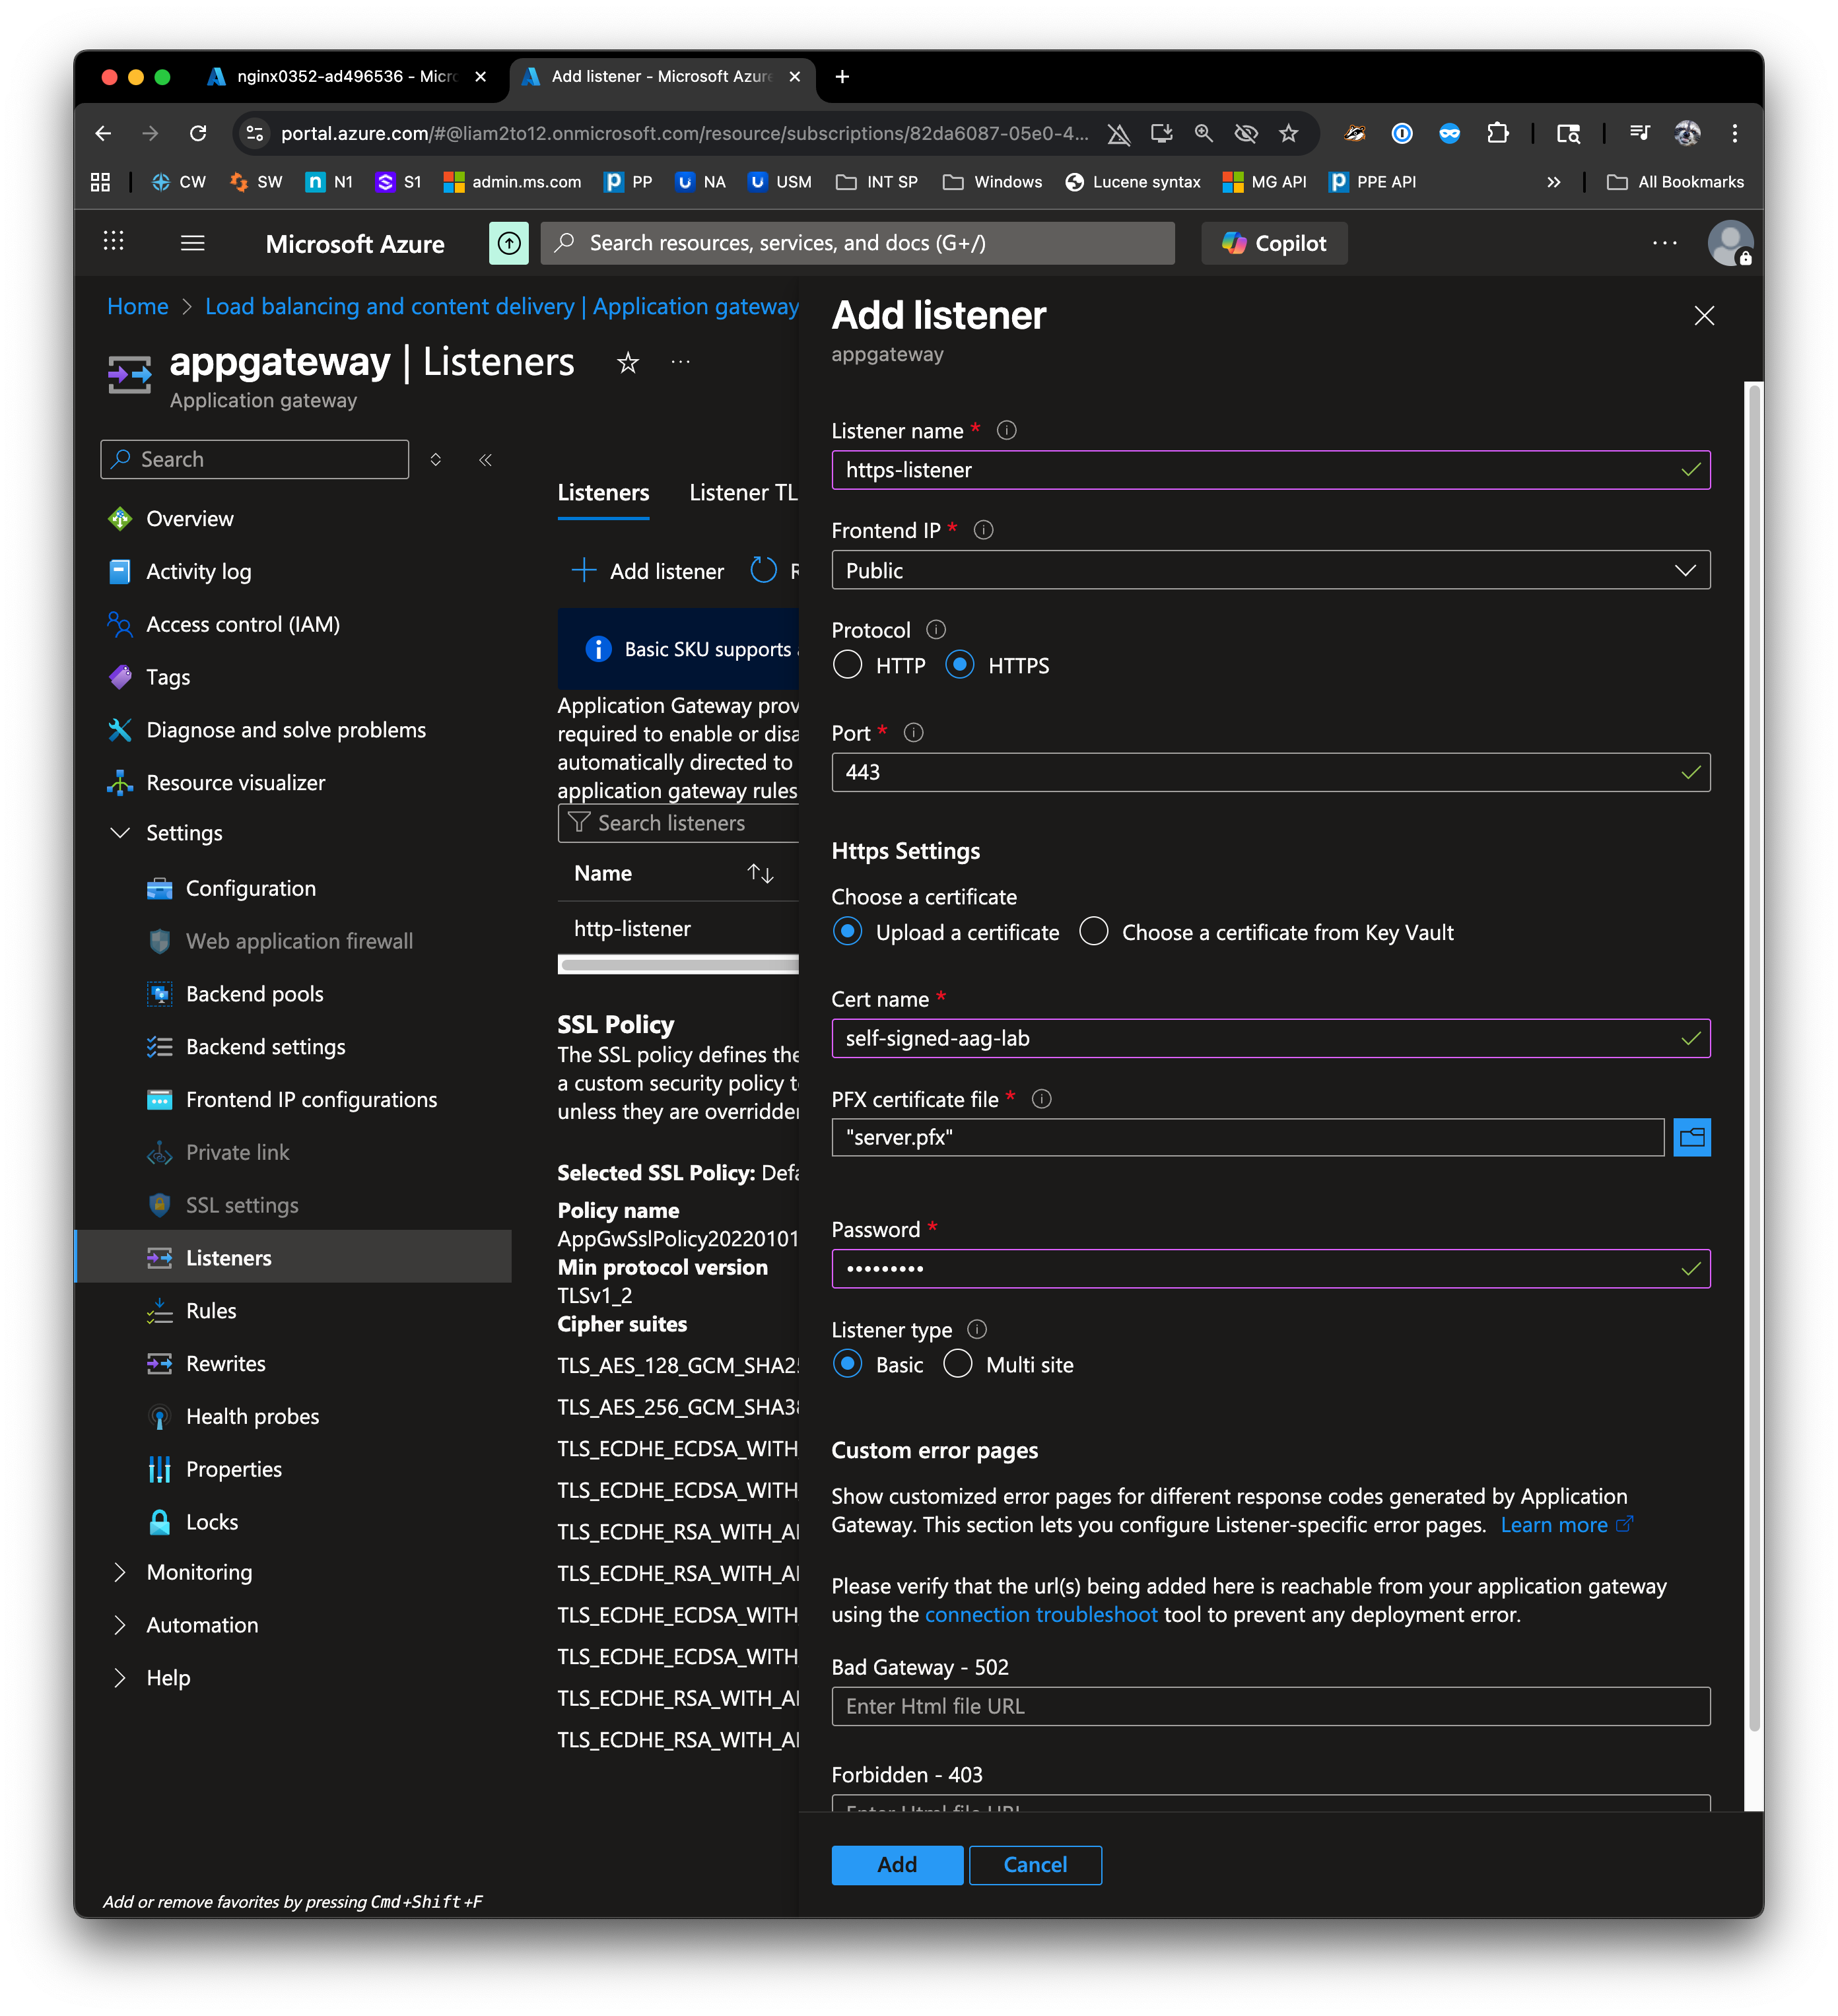 nginx0352-ad496536 - Micro
Add listener - Microsoft Azure
portal.azure.com/#@liam2to12.onmicrosoft.com/resource/subscriptions/82da6087-05e0-4...
CW
SW
N1
S1
admin.ms.com
PP
NA
USM
INT SP
Windows
Lucene syntax
MG API
PPE API
All Bookmarks
Microsoft Azure
Search resources, services, and docs (G+/)
Copilot
Home > Load balancing and content delivery | Application gateway
appgateway | Listeners
Application gateway
Search
Overview
Activity log
Access control (IAM)
Tags
Diagnose and solve problems
Resource visualizer
Settings
Configuration
Web application firewall
Backend pools
Backend settings
Frontend IP configurations
Private link
SSL settings
Listeners
Rules
Rewrites
Health probes
Properties
Locks
Monitoring
Automation
Help
Add or remove favorites by pressing Cmd+Shift+F
Listeners
Listener TL
Add listener
Basic SKU supports
Application Gateway prov
required to enable or disa
automatically directed to
application gateway rules
Search listeners
Name
http-listener
SSL Policy
The SSL policy defines the
a custom security policy t
unless they are overridde
Selected SSL Policy: Defa
Policy name
AppGwSslPolicy20220101
Min protocol version
TLSv1_2
Cipher suites
TLS_AES_128_GCM_SHA25
TLS_AES_256_GCM_SHA38
TLS_ECDHE_ECDSA_WITH
TLS_ECDHE_ECDSA_WITH
TLS_ECDHE_RSA_WITH_A
TLS_ECDHE_RSA_WITH_A
TLS_ECDHE_ECDSA_WITH
TLS_ECDHE_ECDSA_WITH
TLS_ECDHE_RSA_WITH_A
TLS_ECDHE_RSA_WITH_A
Add listener
appgateway
Listener name *
https-listener
Frontend IP *
Public
Protocol
HTTP
HTTPS
Port *
443
Https Settings
Choose a certificate
Upload a certificate
Choose a certificate from Key Vault
Cert name *
self-signed-aag-lab
PFX certificate file *
"server.pfx"
Password *
•••••••••
Listener type
Basic
Multi site
Custom error pages
Show customized error pages for different response codes generated by Application
Gateway. This section lets you configure Listener-specific error pages. Learn more
Please verify that the url(s) being added here is reachable from your application gateway
using the connection troubleshoot tool to prevent any deployment error.
Bad Gateway - 502
Enter Html file URL
Forbidden - 403
Enter Html file URL
Add
Cancel